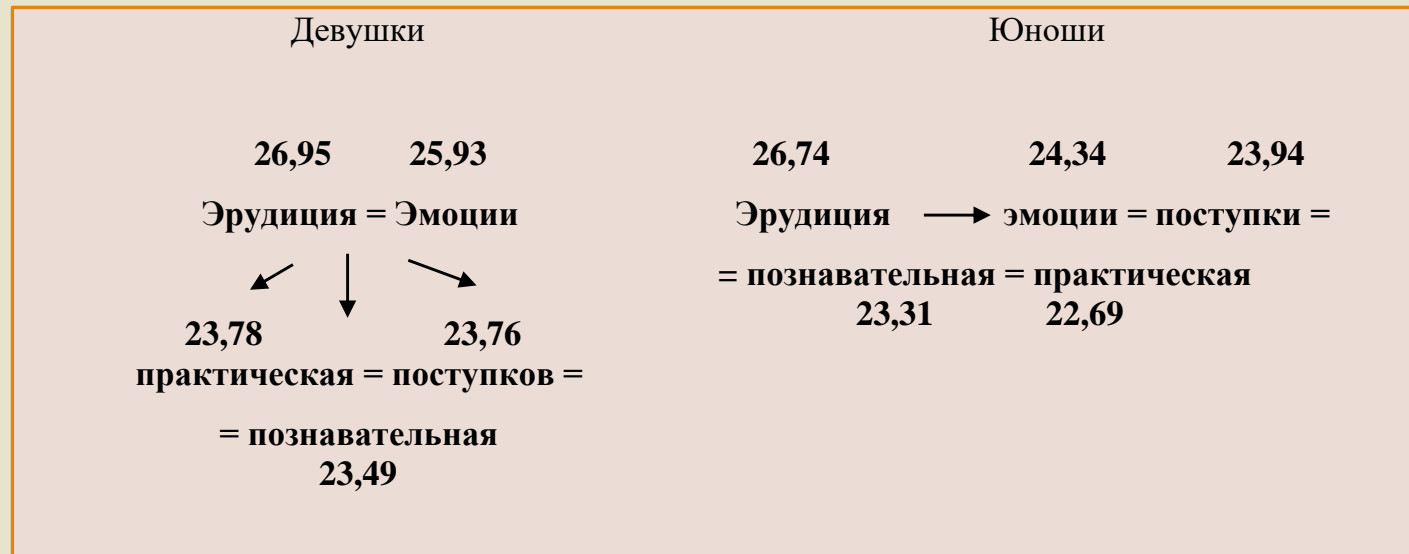 Девушки
26,95 25,93
Эрудиция = Эмоции
23,78 23,76
практическая = поступков =
= познавательная
23,49
Юноши
26,74 24,34 23,94
Эрудиция → эмоции = поступки =
= познавательная = практическая
23,31 22,69